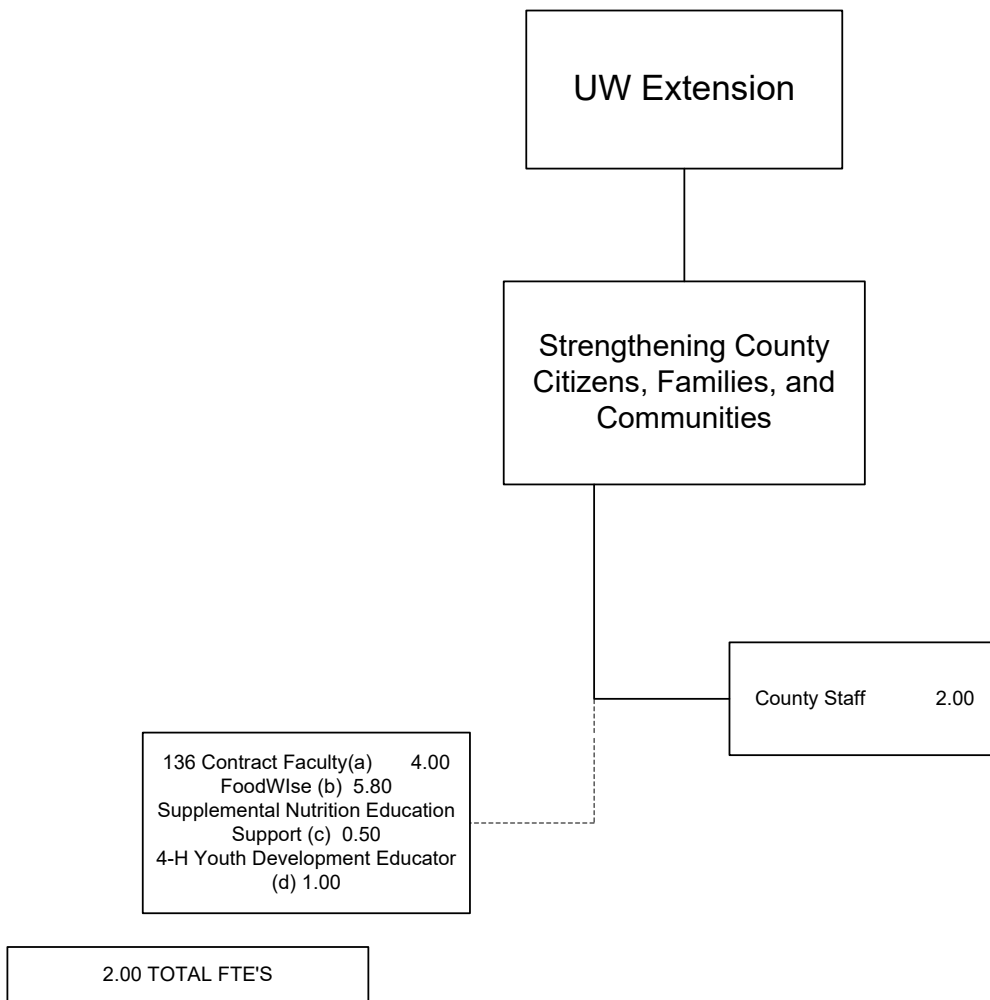 UW Extension
Strengthening County
Citizens, Families, and
Communities
County Staff 2.00
136 Contract Faculty(a) 4.00
FoodWIse (b) 5.80
Supplemental Nutrition Education
Support (c) 0.50
4-H Youth Development Educator
(d) 1.00
2.00 TOTAL FTE'S